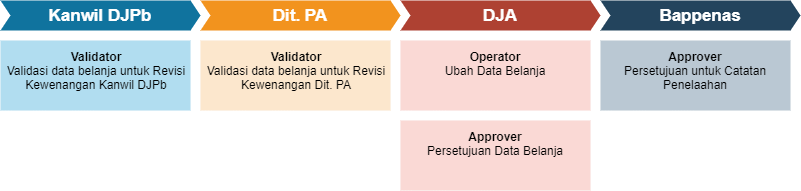 Kanwil DJPb
Dit. PA
DJA
Bappenas
Validator
Validasi data belanja untuk Revisi
Kewenangan Kanwil DJPb
Validator
Validasi data belanja untuk Revisi
Kewenangan Dit. PA
Operator
Ubah Data Belanja
Approver
Persetujuan untuk Catatan
Penelaahan
Approver
Persetujuan Data Belanja